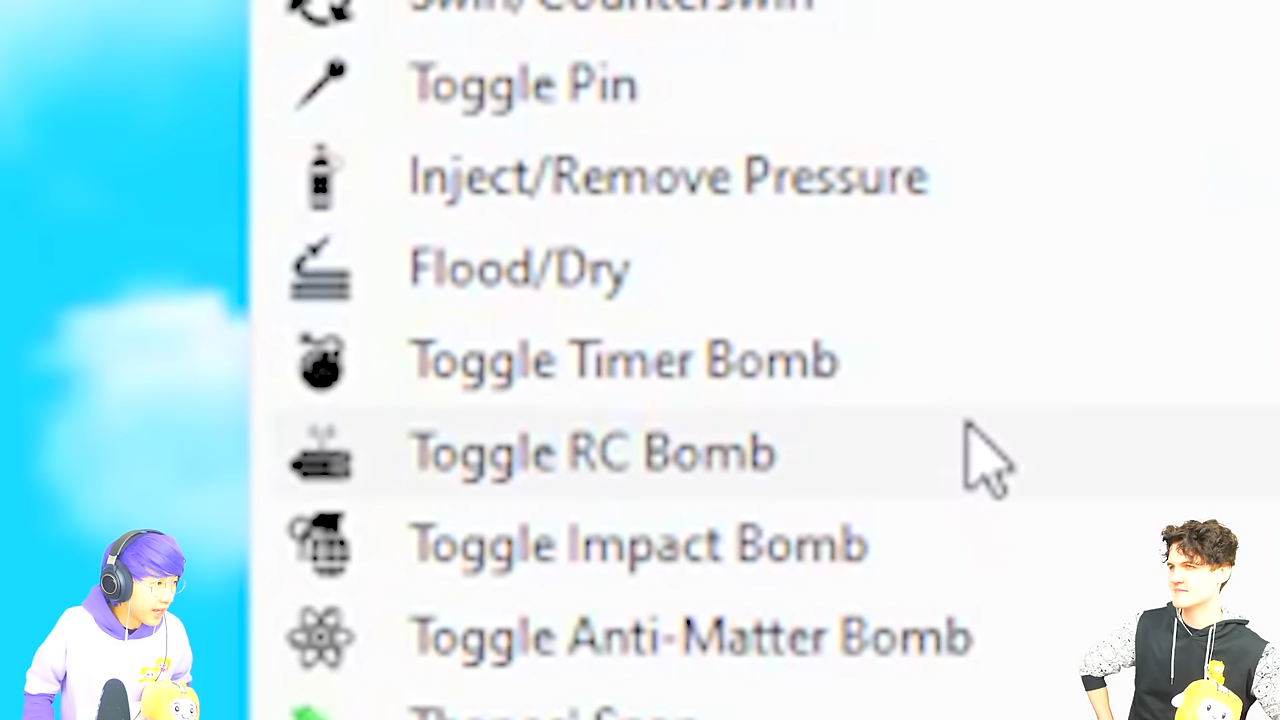 Toggle Pin
Inject/Remove Pressure
Flood/Dry
Toggle Timer Bomb
Toggle RC Bomb
Toggle Impact Bomb
Toggle Anti-Matter Bomb